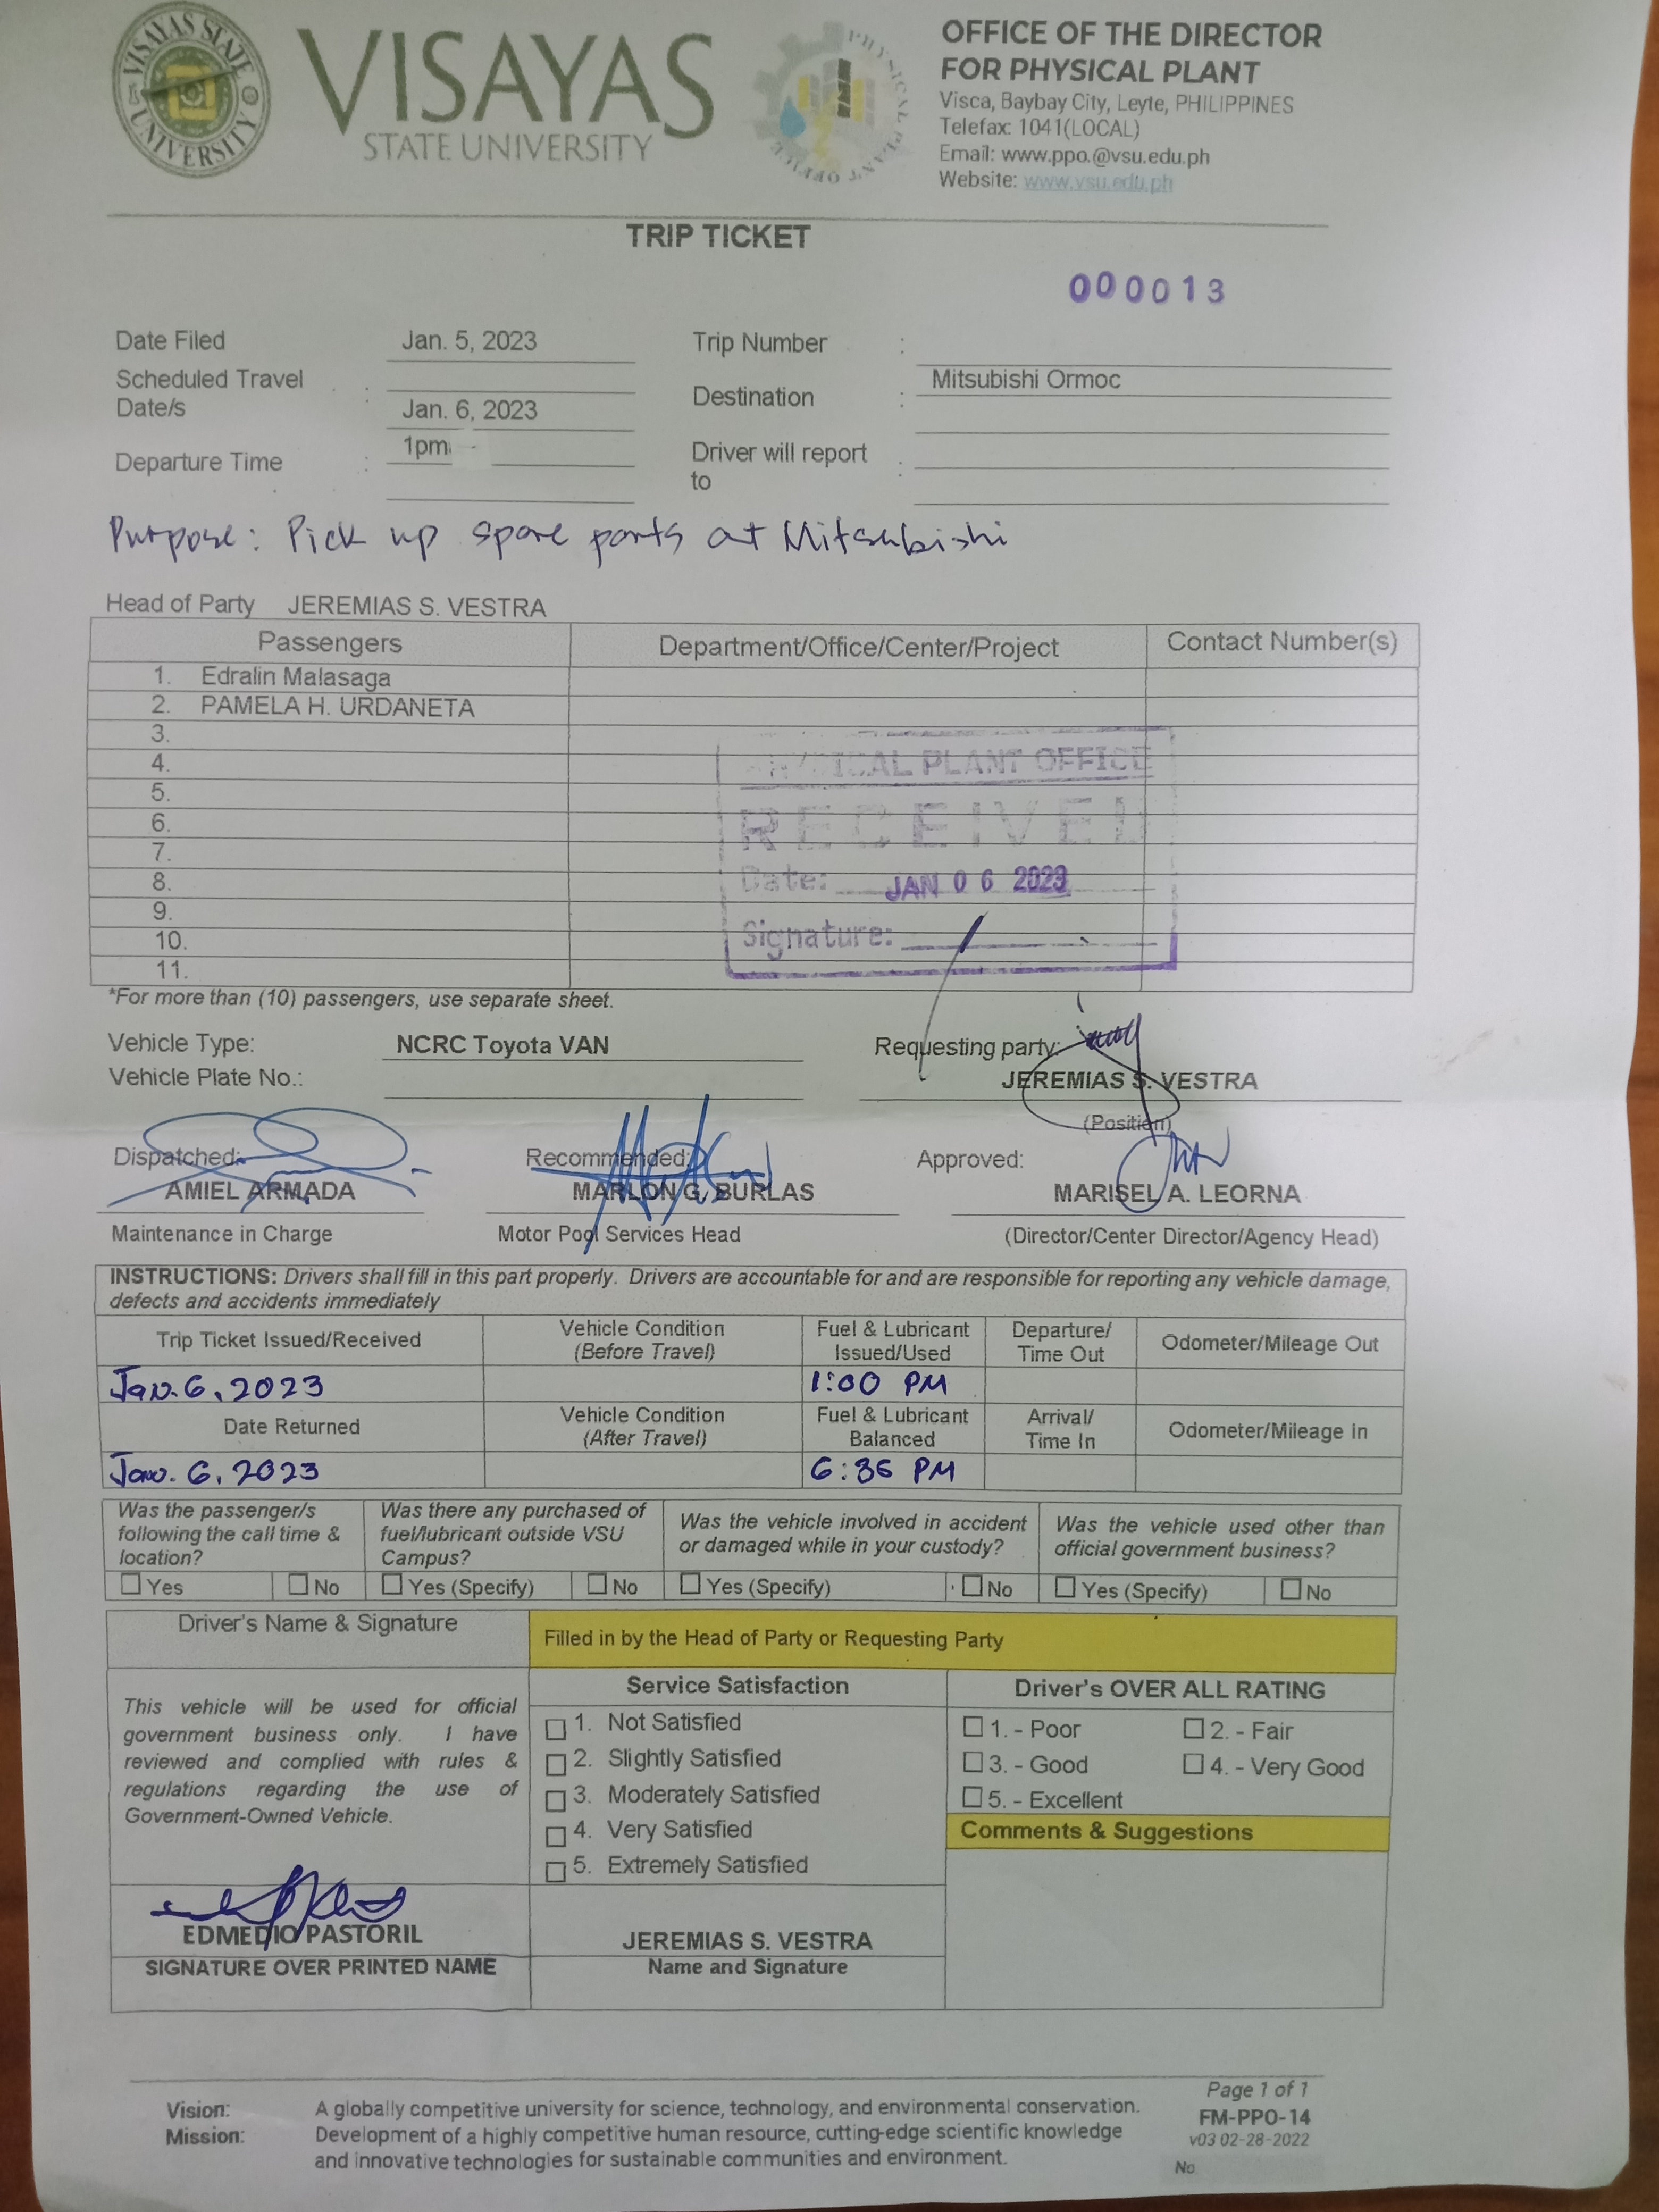 VISAYAS STATE UNIVERSITY
VISAYAS
STATE UNIVERSITY
PHYSICAL PLANT OFFICE
OFFICE OF THE DIRECTOR
FOR PHYSICAL PLANT
Visca, Baybay City, Leyte, PHILIPPINES
Telefax: 1041(LOCAL)
Email: www.ppo.@vsu.edu.ph
Website: www.vsu.edu.ph
TRIP TICKET
000013
Date Filed Jan. 5, 2023 Trip Number :
Scheduled Travel Date/s : Jan. 6, 2023 Destination : Mitsubishi Ormoc
Departure Time : 1pm Driver will report to :
Purpose: Pick up spare parts at Mitsubishi
Head of Party JEREMIAS S. VESTRA
Passengers Department/Office/Center/Project Contact Number(s)
1. Edralin Malasaga
2. PAMELA H. URDANETA
3.
4.
5.
6.
7.
8.
9.
10.
11.
PHYSICAL PLANT OFFICE
RECEIVED
Date: JAN 06 2023
Signature:
*For more than (10) passengers, use separate sheet.
Vehicle Type: NCRC Toyota VAN Requesting party:
Vehicle Plate No.: JEREMIAS S. VESTRA
(Position)
Dispatched: Recommended: Approved:
AMIEL ARMADA MARLON G. BURLAS MARISEL A. LEORNA
Maintenance in Charge Motor Pool Services Head (Director/Center Director/Agency Head)
INSTRUCTIONS: Drivers shall fill in this part properly. Drivers are accountable for and are responsible for reporting any vehicle damage,
defects and accidents immediately
Trip Ticket Issued/Received Vehicle Condition (Before Travel) Fuel & Lubricant Issued/Used Departure/ Time Out Odometer/Mileage Out
Jan. 6, 2023 1:00 PM
Date Returned Vehicle Condition (After Travel) Fuel & Lubricant Balanced Arrival/ Time In Odometer/Mileage in
Jan. 6, 2023 6:35 PM
Was the passenger/s following the call time & location? Was there any purchased of fuel/lubricant outside VSU Campus? Was the vehicle involved in accident or damaged while in your custody? Was the vehicle used other than official government business?
Yes No Yes (Specify) No Yes (Specify) No Yes (Specify) No
Driver's Name & Signature Filled in by the Head of Party or Requesting Party
This vehicle will be used for official
government business only. I have
reviewed and complied with rules &
regulations regarding the use of
Government-Owned Vehicle.
EDMEDIO PASTORIL
SIGNATURE OVER PRINTED NAME
Service Satisfaction
1. Not Satisfied
2. Slightly Satisfied
3. Moderately Satisfied
4. Very Satisfied
5. Extremely Satisfied
JEREMIAS S. VESTRA
Name and Signature
Driver's OVER ALL RATING
1. - Poor 2. - Fair
3. - Good 4. - Very Good
5. - Excellent
Comments & Suggestions
Vision: A globally competitive university for science, technology, and environmental conservation.
Mission: Development of a highly competitive human resource, cutting-edge scientific knowledge
and innovative technologies for sustainable communities and environment.
Page 1 of 1
FM-PPO-14
v03 02-28-2022
No